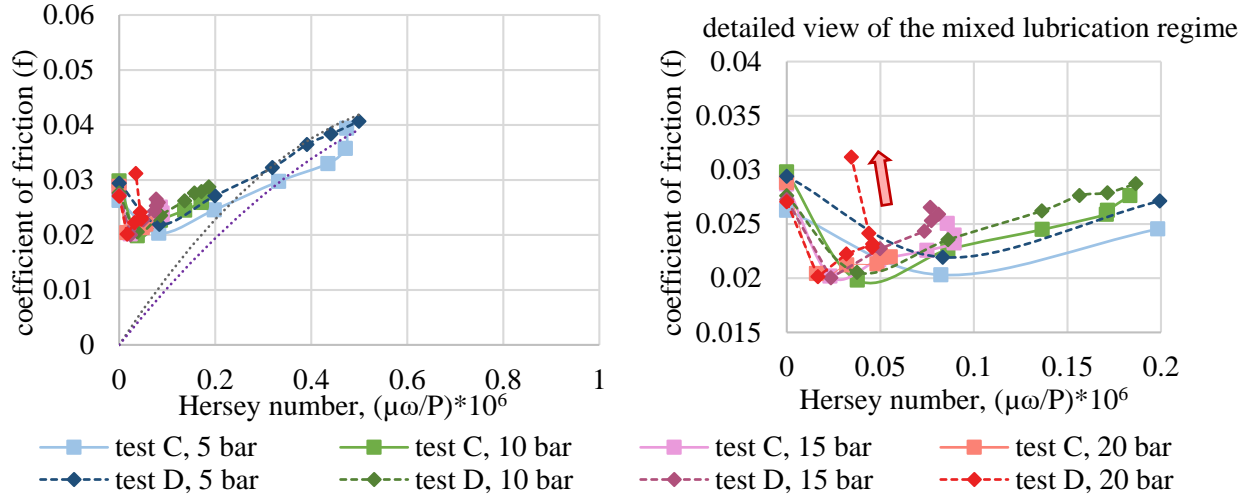 coefficient of friction (f)
0.06
0.05
0.04
0.03
0.02
0.01
0
0
0.2
0.4
0.6
0.8
1
Hersey number, (µω/P)*10⁶
detailed view of the mixed lubrication regime
coefficient of friction (f)
0.04
0.035
0.03
0.025
0.02
0.015
0
0.05
0.1
0.15
0.2
Hersey number, (µω/P)*10⁶
test C, 5 bar
test C, 10 bar
test C, 15 bar
test C, 20 bar
test D, 5 bar
test D, 10 bar
test D, 15 bar
test D, 20 bar